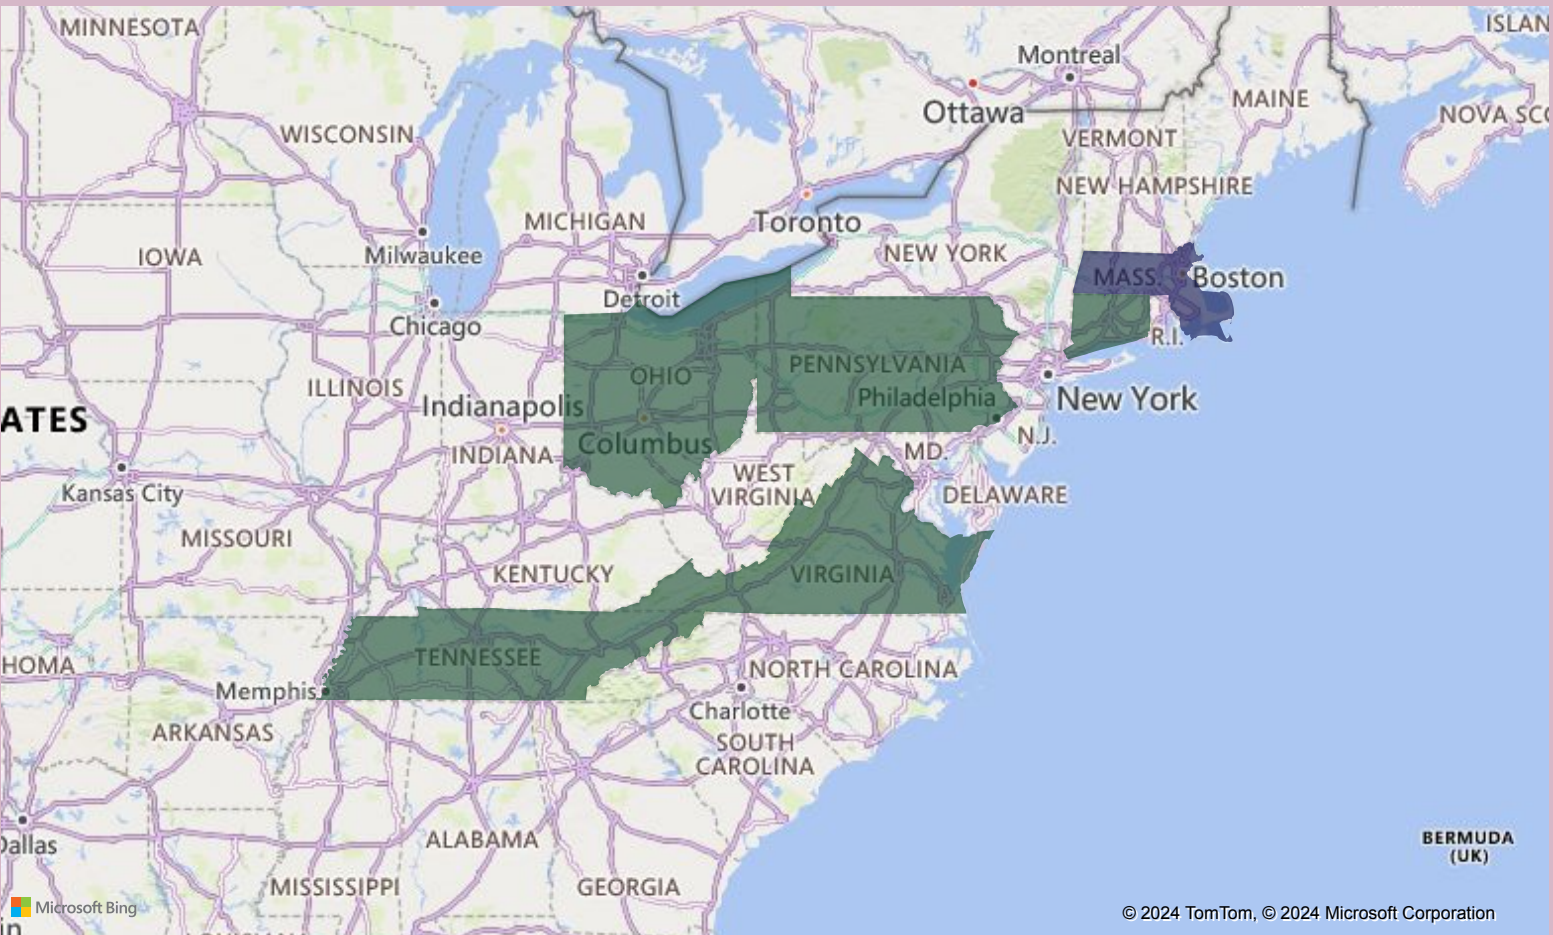 MINNESOTA
ISLAN
Montreal
Ottawa
MAINE
NOVA SCO
WISCONSIN
VERMONT
NEW HAMPSHIRE
MICHIGAN
Toronto
IOWA
Milwaukee
NEW YORK
MASS.
Boston
Detroit
Chicago
R.I.
PENNSYLVANIA
OHIO
ILLINOIS
Philadelphia
New York
Indianapolis
ATES
Columbus
N.J.
INDIANA
MD.
WEST
VIRGINIA
Kansas City
DELAWARE
MISSOURI
KENTUCKY
VIRGINIA
TENNESSEE
HOMA
NORTH CAROLINA
Memphis
Charlotte
ARKANSAS
SOUTH
CAROLINA
Dallas
ALABAMA
BERMUDA
(UK)
MISSISSIPPI
GEORGIA
Microsoft Bing
© 2024 TomTom, © 2024 Microsoft Corporation